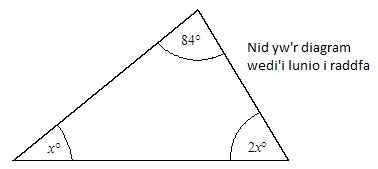 84°
Nid yw'r diagram
wedi'i lunio i raddfa
x°
2x°